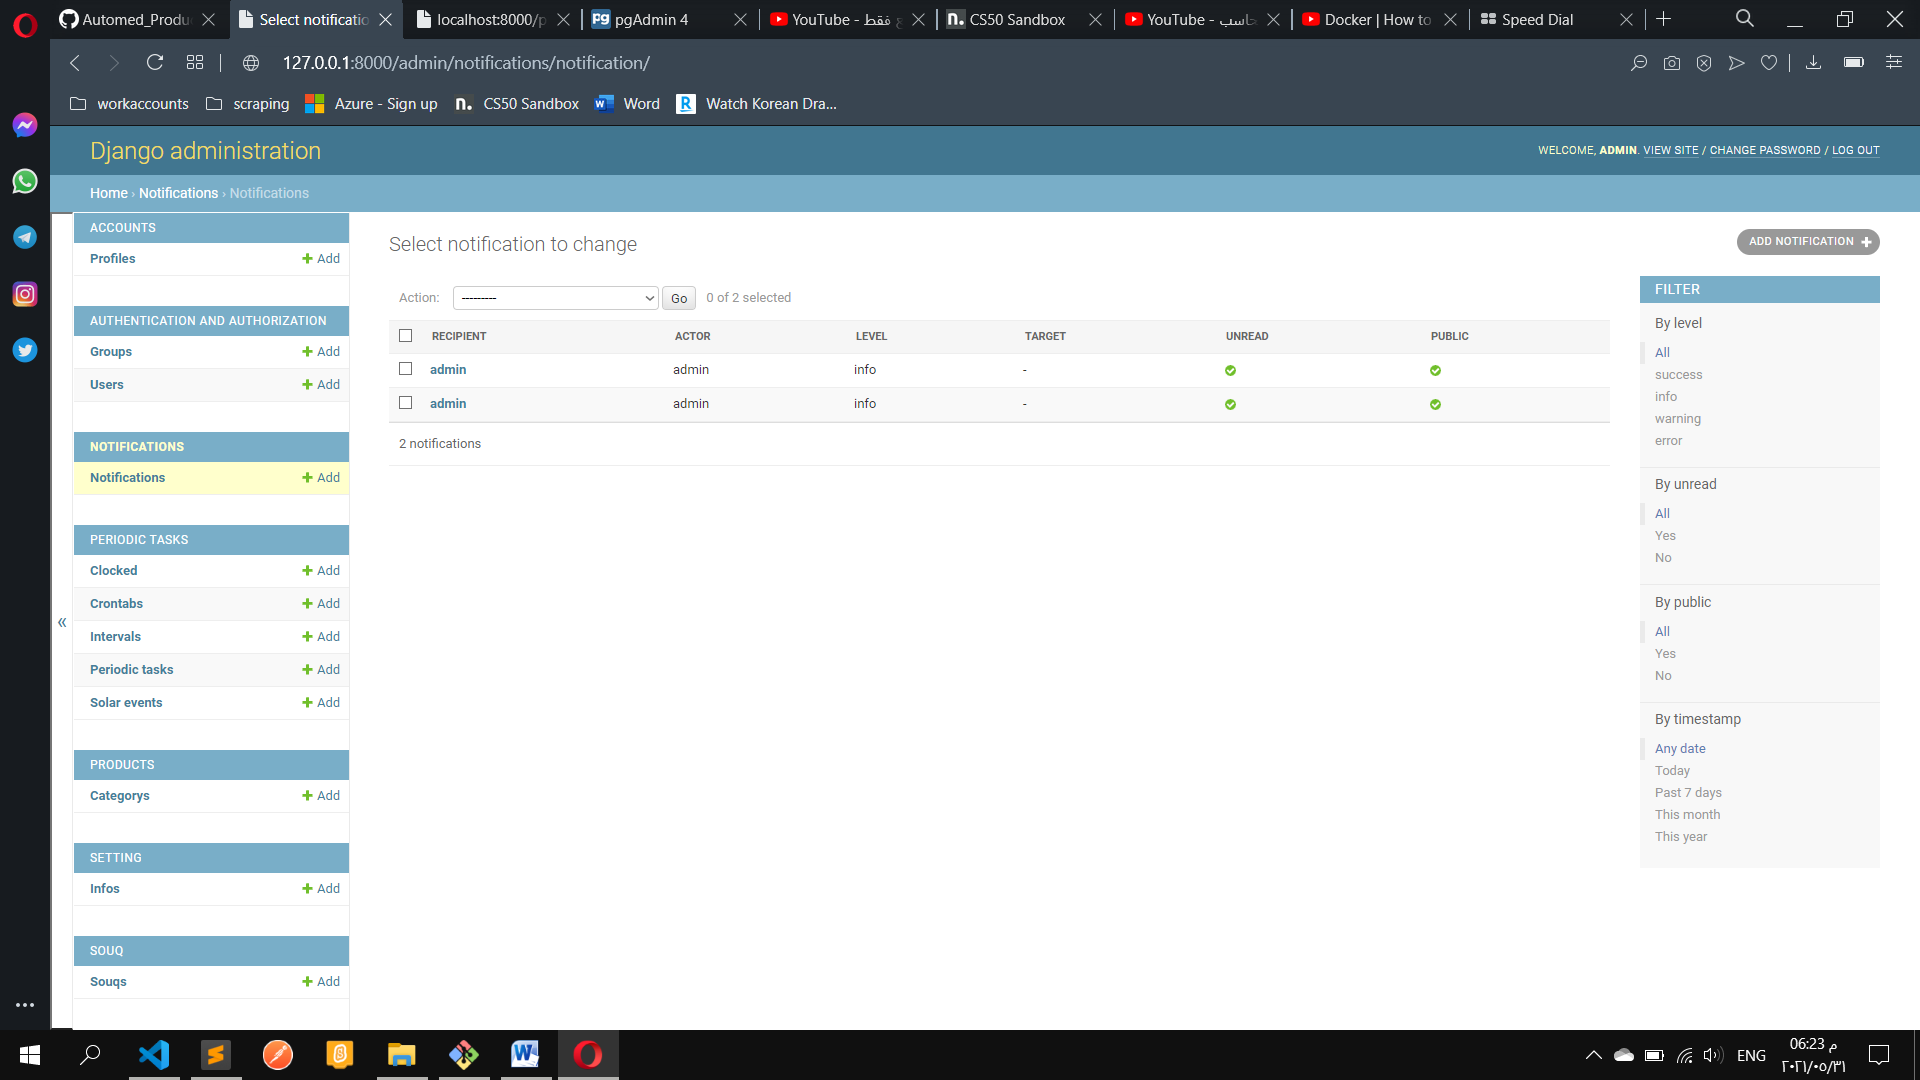 Automed_Produ
Select notificatio
localhost:8000/p
pgAdmin 4
YouTube - فقط ع
CS50 Sandbox
YouTube - حاسب
Docker | How to
Speed Dial
127.0.0.1:8000/admin/notifications/notification/
workaccounts
scraping
Azure - Sign up
CS50 Sandbox
Word
Watch Korean Dra...
Django administration
WELCOME, ADMIN. VIEW SITE / CHANGE PASSWORD / LOG OUT
Home › Notifications › Notifications
ACCOUNTS
Profiles Add
AUTHENTICATION AND AUTHORIZATION
Groups Add
Users Add
NOTIFICATIONS
Notifications Add
PERIODIC TASKS
Clocked Add
Crontabs Add
Intervals Add
Periodic tasks Add
Solar events Add
PRODUCTS
Categorys Add
SETTING
Infos Add
SOUQ
Souqs Add
«
Select notification to change
ADD NOTIFICATION
Action: --------- Go 0 of 2 selected
RECIPIENT ACTOR LEVEL TARGET UNREAD PUBLIC
admin admin info -
admin admin info -
2 notifications
FILTER
By level
All
success
info
warning
error
By unread
All
Yes
No
By public
All
Yes
No
By timestamp
Any date
Today
Past 7 days
This month
This year
ENG
06:23 م
٢٠٢١/٠٥/٣١